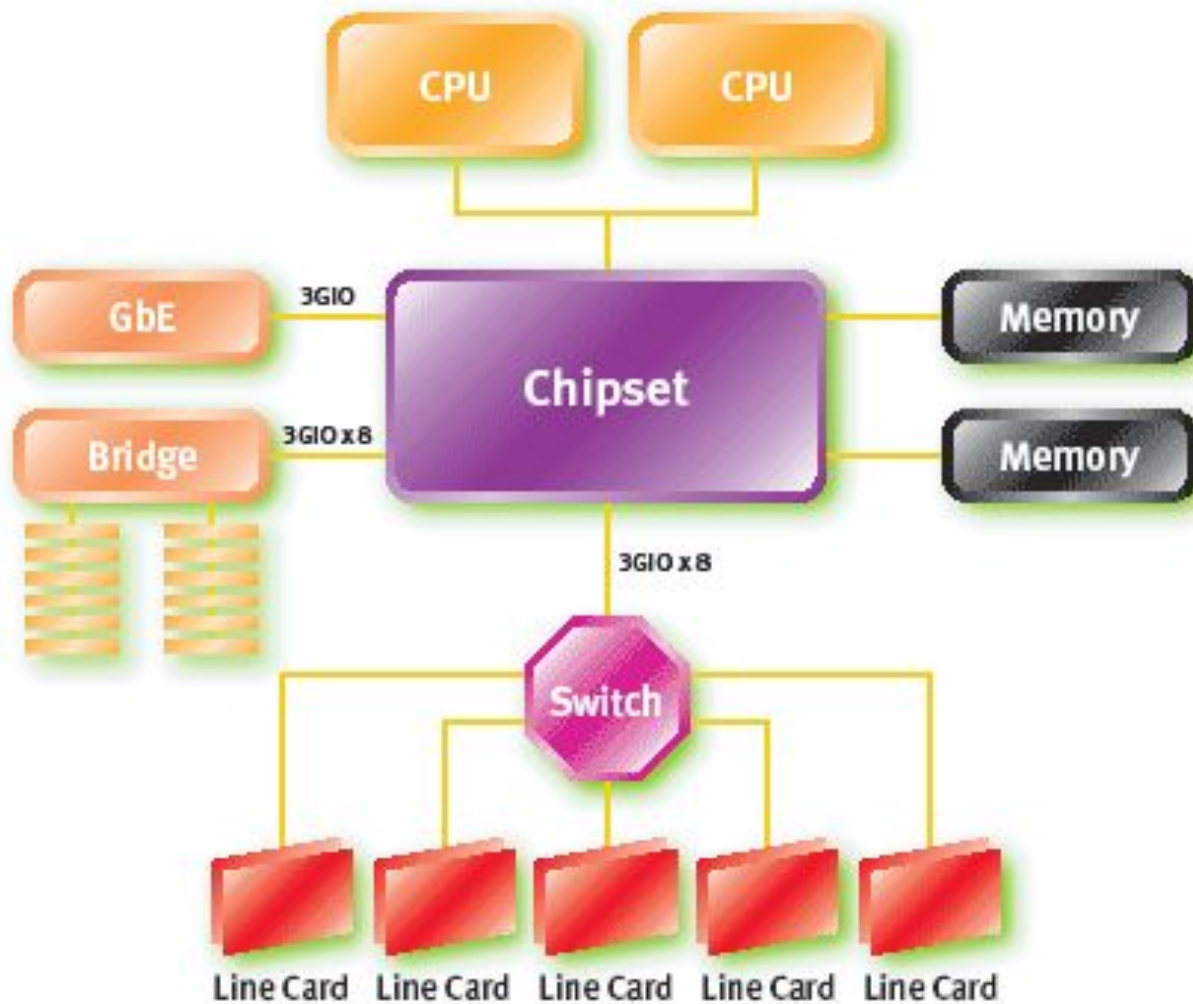 CPU
CPU
3GIO
GbE
Chipset
Memory
3GIO x 8
Bridge
Memory
3GIO x 8
Switch
Line Card
Line Card
Line Card
Line Card
Line Card